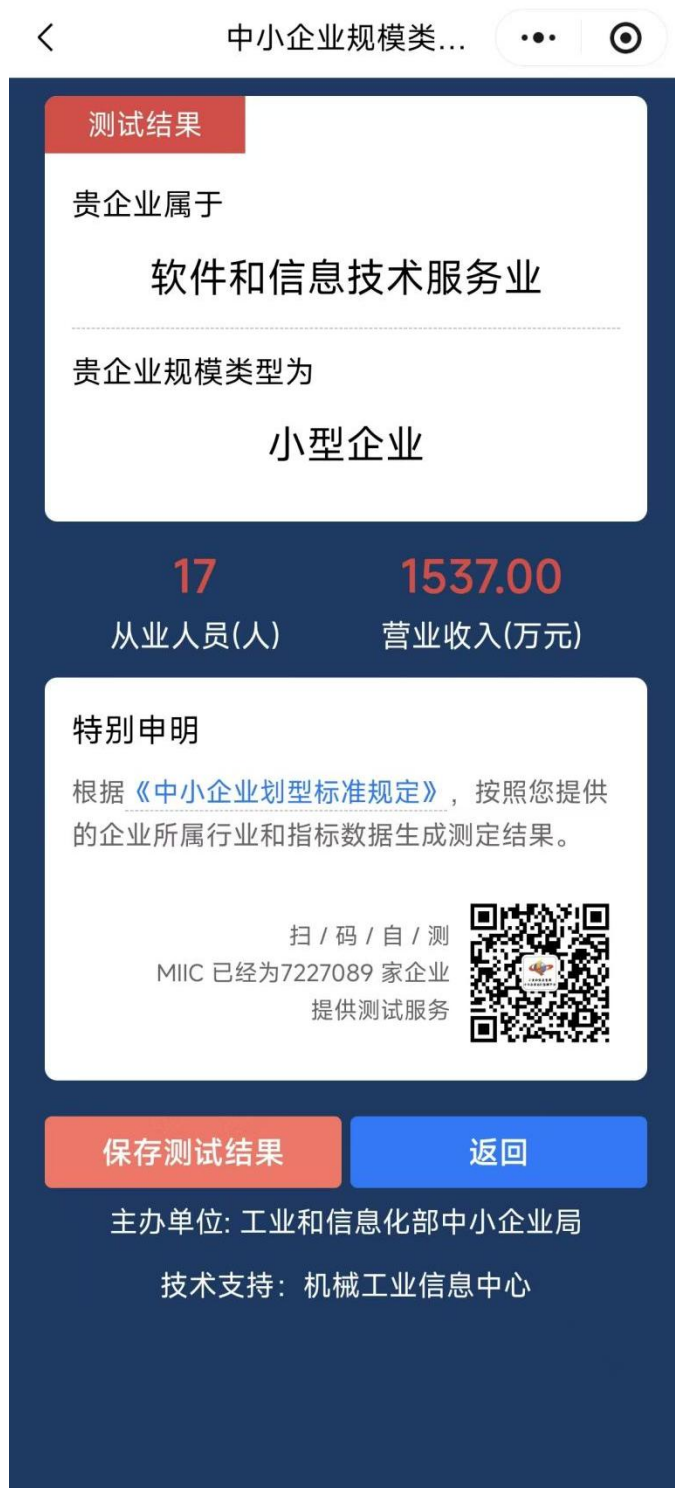 中小企业规模类...
测试结果
贵企业属于
软件和信息技术服务业
贵企业规模类型为
小型企业
17 1537.00
从业人员(人) 营业收入(万元)
特别申明
根据《中小企业划型标准规定》，按照您提供
的企业所属行业和指标数据生成测定结果。
扫 / 码 / 自 / 测
MIIC 已经为7227089 家企业
提供测试服务
保存测试结果 返回
主办单位: 工业和信息化部中小企业局
技术支持：机械工业信息中心